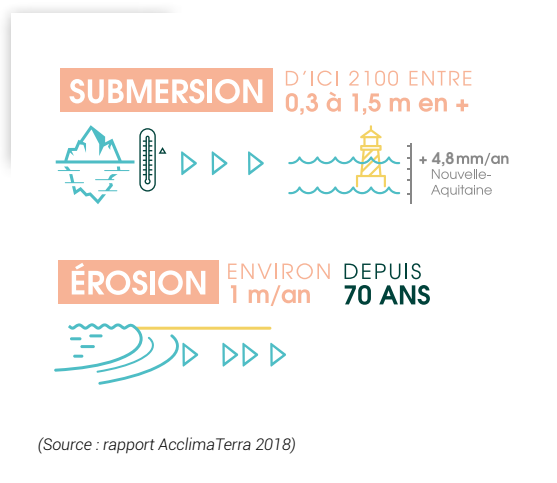 SUBMERSION
D'ICI 2100 ENTRE
0,3 à 1,5 m en +
+ 4,8 mm/an
Nouvelle-
Aquitaine
ÉROSION
ENVIRON
1 m/an
DEPUIS
70 ANS
(Source : rapport AcclimaTerra 2018)